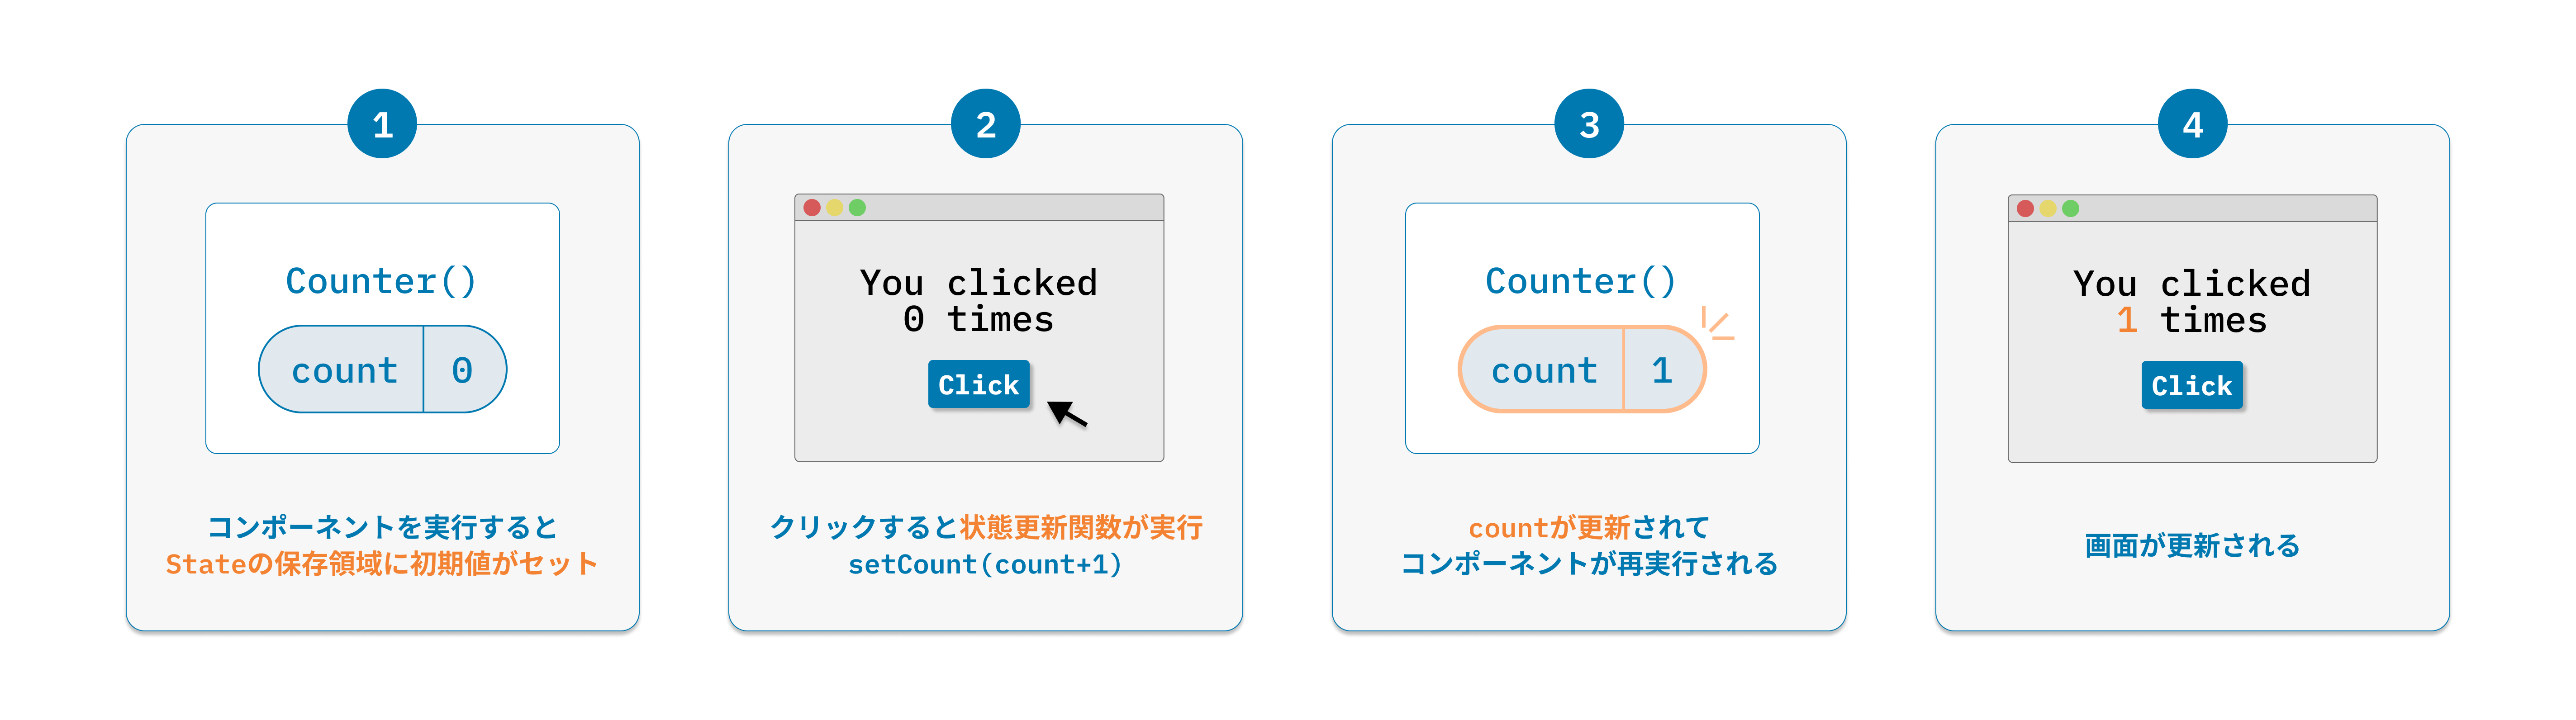 1
Counter()
count 0
コンポーネントを実行すると
Stateの保存領域に初期値がセット
2
You clicked
0 times
Click
クリックすると状態更新関数が実行
setCount(count+1)
3
Counter()
count 1
countが更新されて
コンポーネントが再実行される
4
You clicked
1 times
Click
画面が更新される